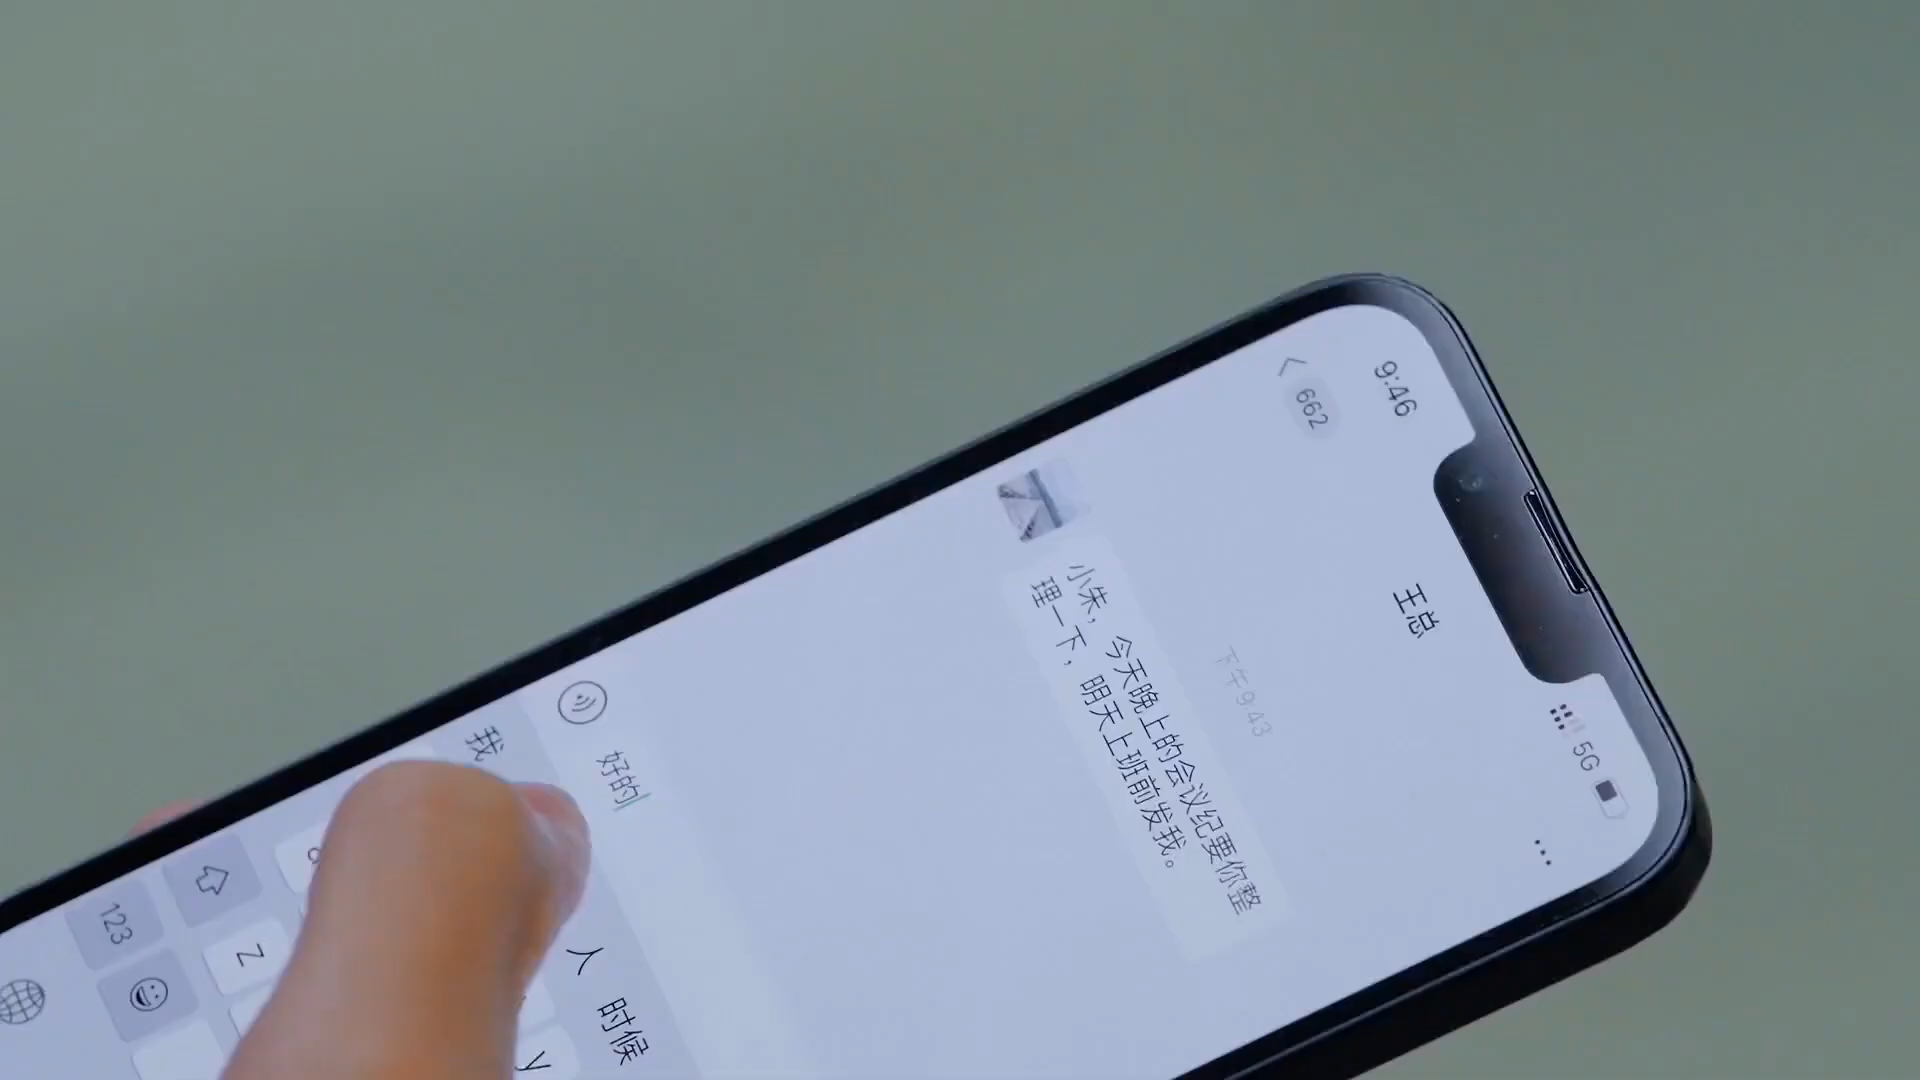 9:46
5G
662
王总
下午9:43
小朱，今天晚上的会议纪要你整
理一下，明天上班前发我。
好的
我
人
时候
y
z
123